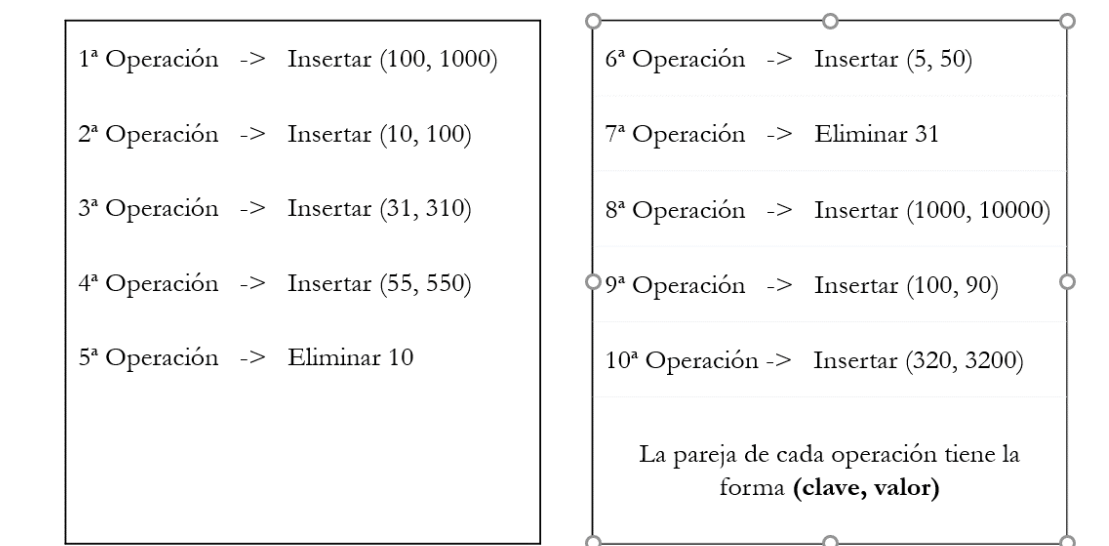 1ª Operación -> Insertar (100, 1000)
2ª Operación -> Insertar (10, 100)
3ª Operación -> Insertar (31, 310)
4ª Operación -> Insertar (55, 550)
5ª Operación -> Eliminar 10
6ª Operación -> Insertar (5, 50)
7ª Operación -> Eliminar 31
8ª Operación -> Insertar (1000, 10000)
9ª Operación -> Insertar (100, 90)
10ª Operación -> Insertar (320, 3200)
La pareja de cada operación tiene la
forma (clave, valor)